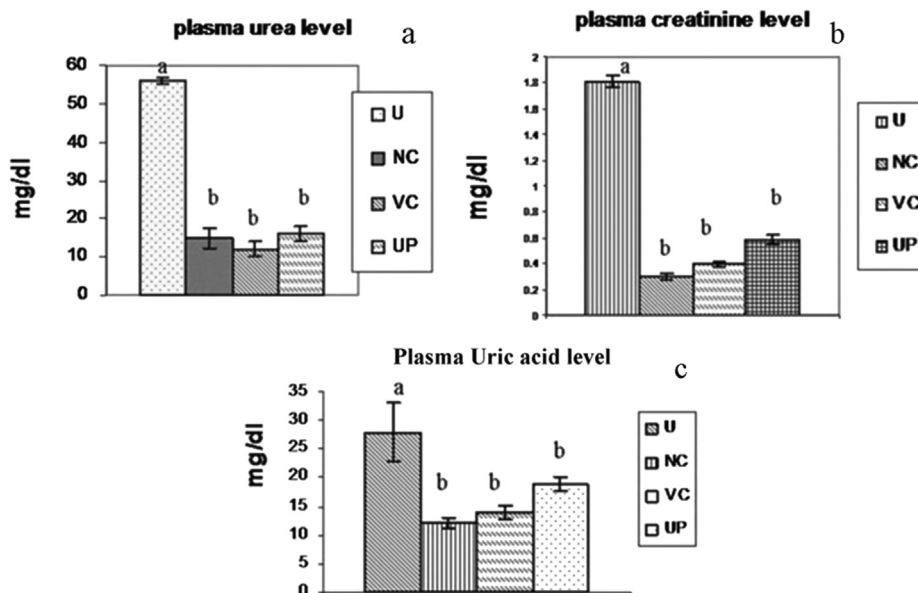 plasma urea level
a
60
50
40
30
20
10
0
mg/dl
a
b
b
b
U
NC
VC
UP
plasma creatinine level
b
2
1.8
1.6
1.4
1.2
1
0.8
0.6
0.4
0.2
0
mg/dl
a
b
b
b
U
NC
VC
UP
Plasma Uric acid level
c
35
30
25
20
15
10
5
0
mg/dl
a
b
b
b
U
NC
VC
UP